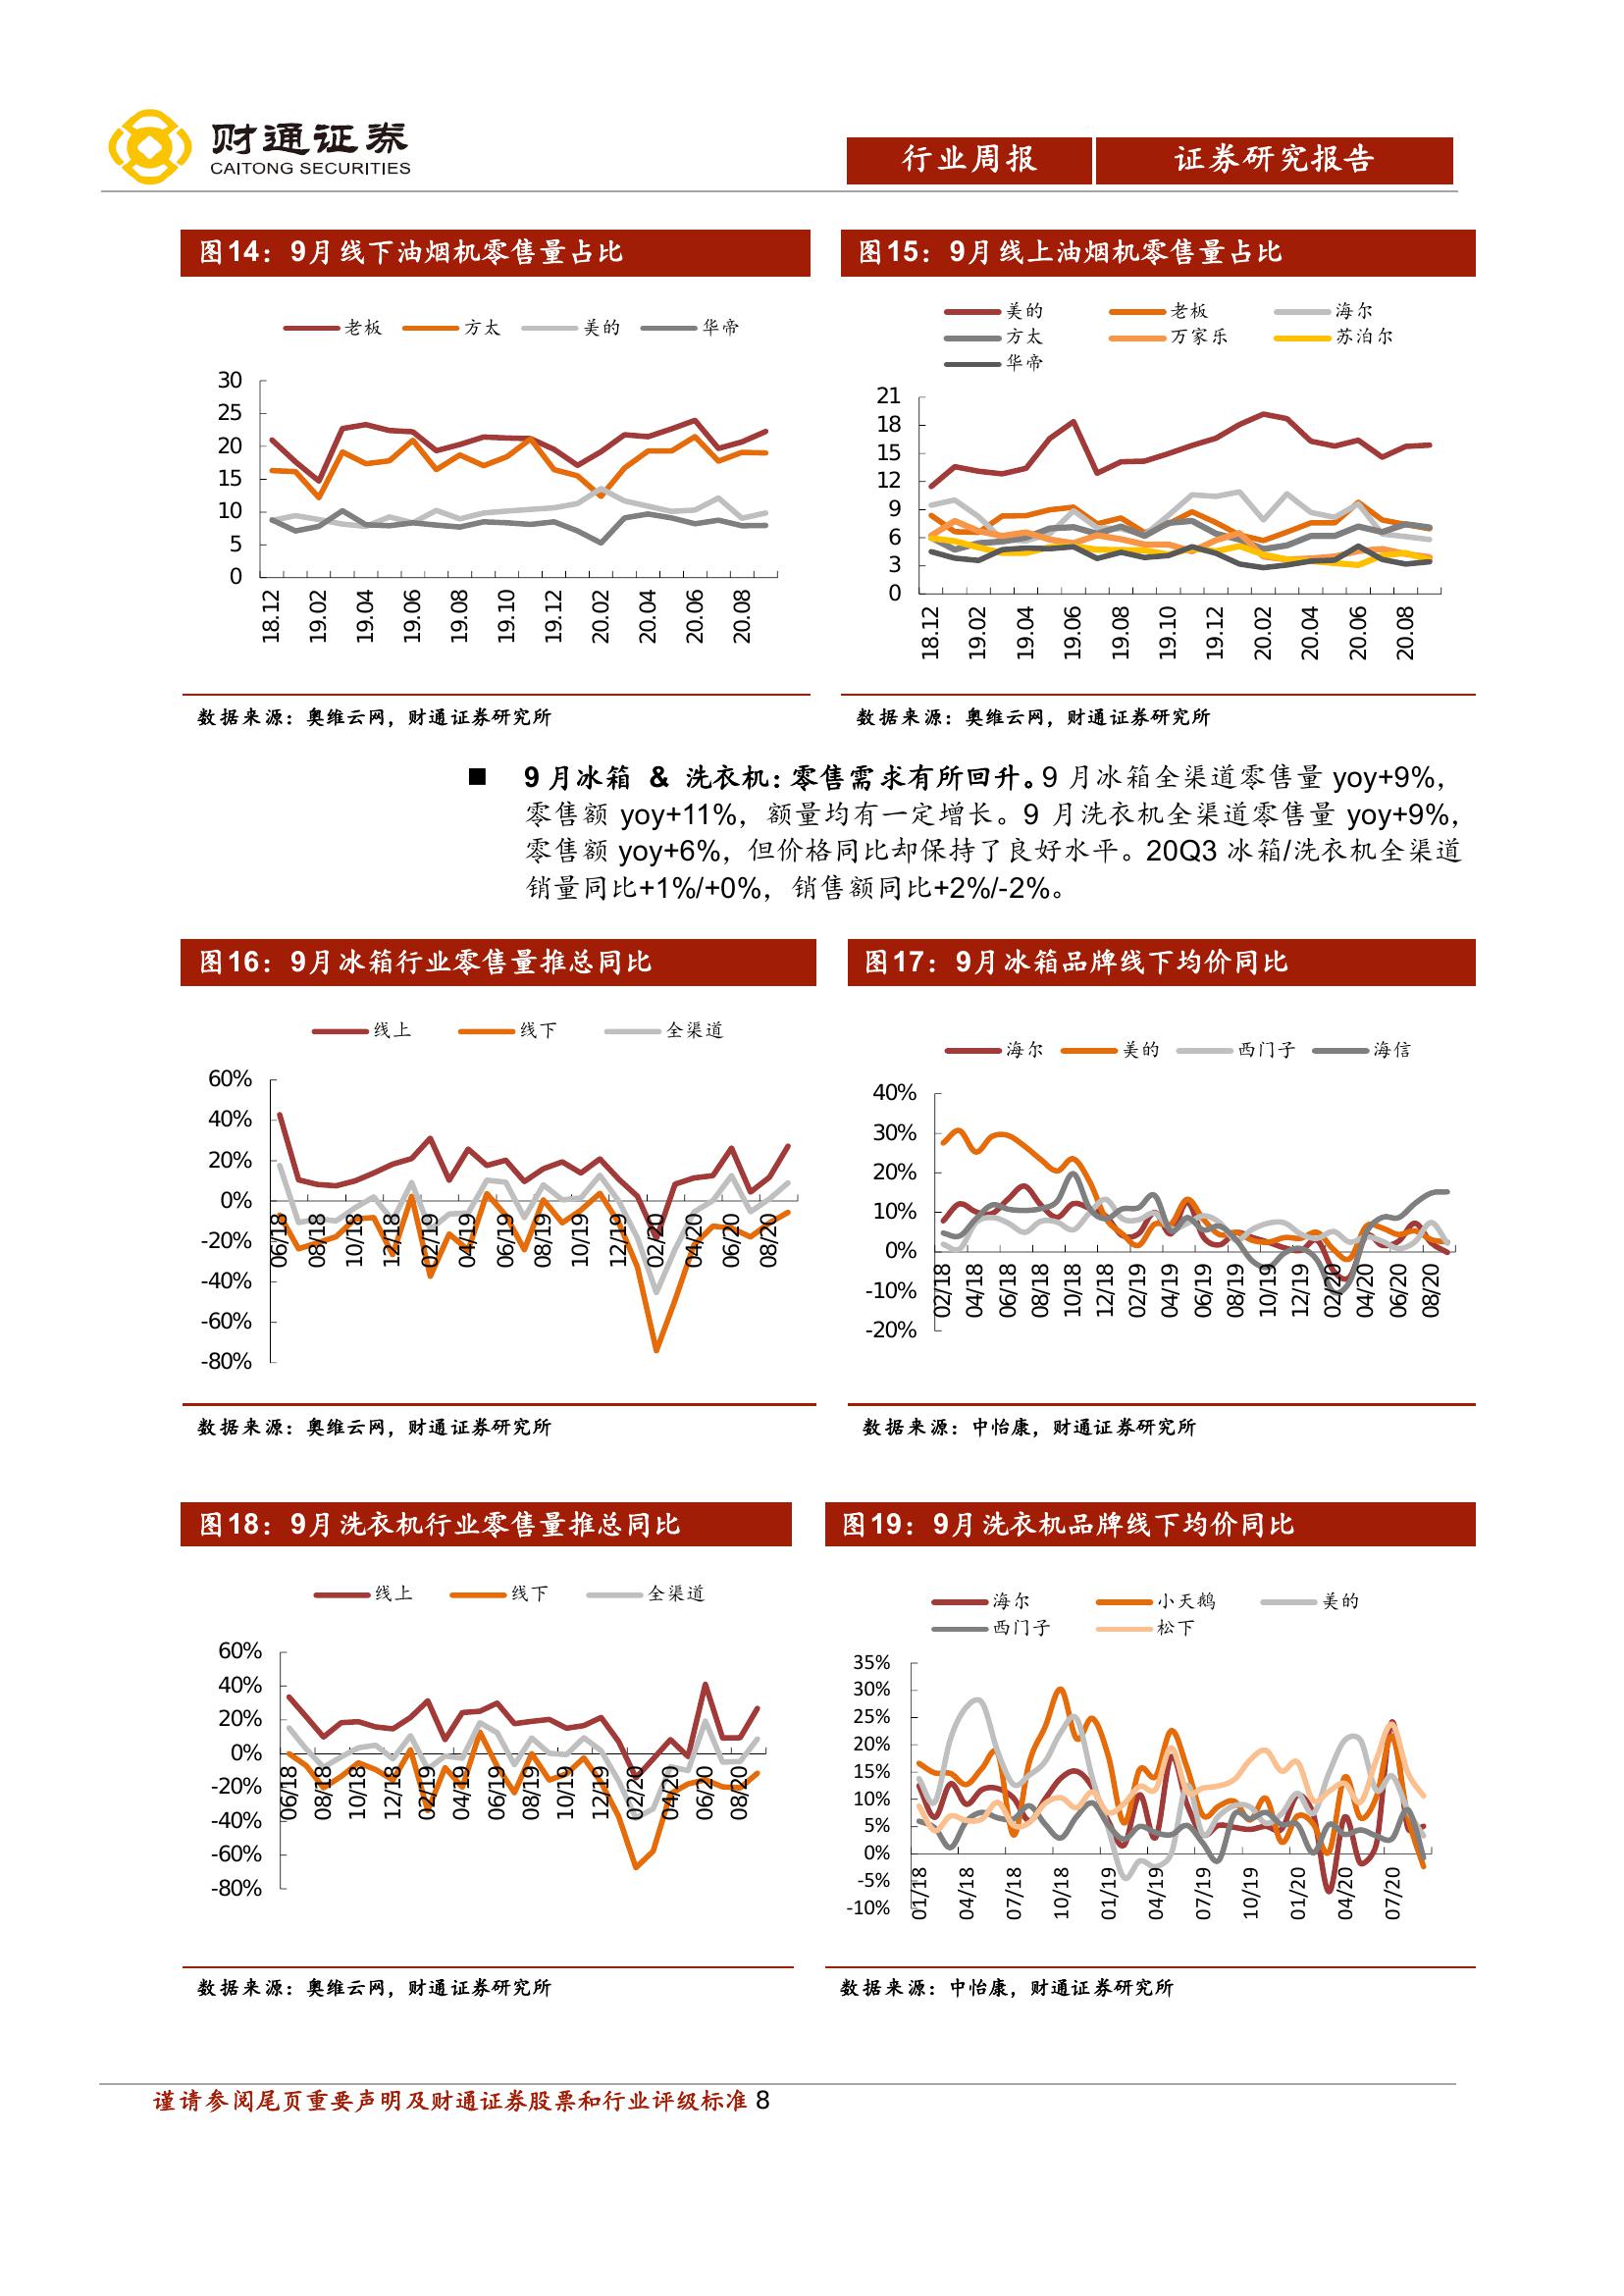 财通证券
CAITONG SECURITIES
行业周报 证券研究报告
图14：9月线下油烟机零售量占比
老板 方太 美的 华帝
30
25
20
15
10
5
0
18.12 19.02 19.04 19.06 19.08 19.10 19.12 20.02 20.04 20.06 20.08
数据来源：奥维云网，财通证券研究所
图15：9月线上油烟机零售量占比
美的 老板 海尔
方太 万家乐 苏泊尔
华帝
21
18
15
12
9
6
3
0
18.12 19.02 19.04 19.06 19.08 19.10 19.12 20.02 20.04 20.06 20.08
数据来源：奥维云网，财通证券研究所
■ 9 月冰箱 & 洗衣机：零售需求有所回升。9 月冰箱全渠道零售量 yoy+9%，
零售额 yoy+11%，额量均有一定增长。9 月洗衣机全渠道零售量 yoy+9%，
零售额 yoy+6%，但价格同比却保持了良好水平。20Q3 冰箱/洗衣机全渠道
销量同比+1%/+0%，销售额同比+2%/-2%。
图16：9月冰箱行业零售量推总同比
线上 线下 全渠道
60%
40%
20%
0%
-20%
-40%
-60%
-80%
06/18 08/18 10/18 12/18 02/19 04/19 06/19 08/19 10/19 12/19 02/20 04/20 06/20 08/20
数据来源：奥维云网，财通证券研究所
图17：9月冰箱品牌线下均价同比
海尔 美的 西门子 海信
40%
30%
20%
10%
0%
-10%
-20%
02/18 04/18 06/18 08/18 10/18 12/18 02/19 04/19 06/19 08/19 10/19 12/19 02/20 04/20 06/20 08/20
数据来源：中怡康，财通证券研究所
图18：9月洗衣机行业零售量推总同比
线上 线下 全渠道
60%
40%
20%
0%
-20%
-40%
-60%
-80%
06/18 08/18 10/18 12/18 02/19 04/19 06/19 08/19 10/19 12/19 02/20 04/20 06/20 08/20
数据来源：奥维云网，财通证券研究所
图19：9月洗衣机品牌线下均价同比
海尔 小天鹅 美的
西门子 松下
35%
30%
25%
20%
15%
10%
5%
0%
-5%
-10%
01/18 04/18 07/18 10/18 01/19 04/19 07/19 10/19 01/20 04/20 07/20
数据来源：中怡康，财通证券研究所
谨请参阅尾页重要声明及财通证券股票和行业评级标准 8